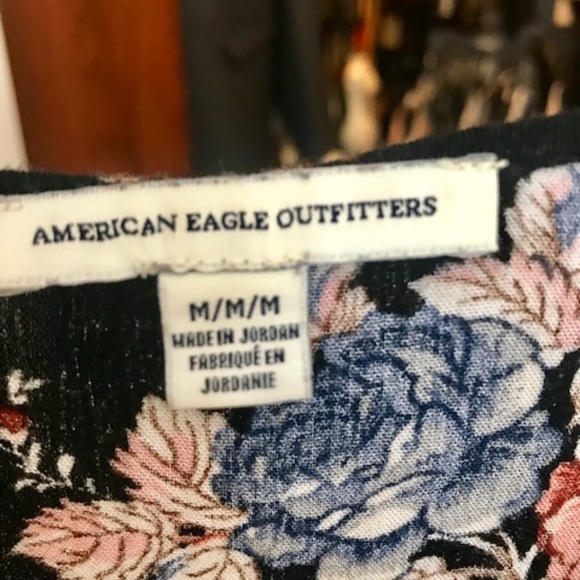 AMERICAN EAGLE OUTFITTERS
M/M/M
MADE IN JORDAN
FABRIQUÉ EN
JORDANIE